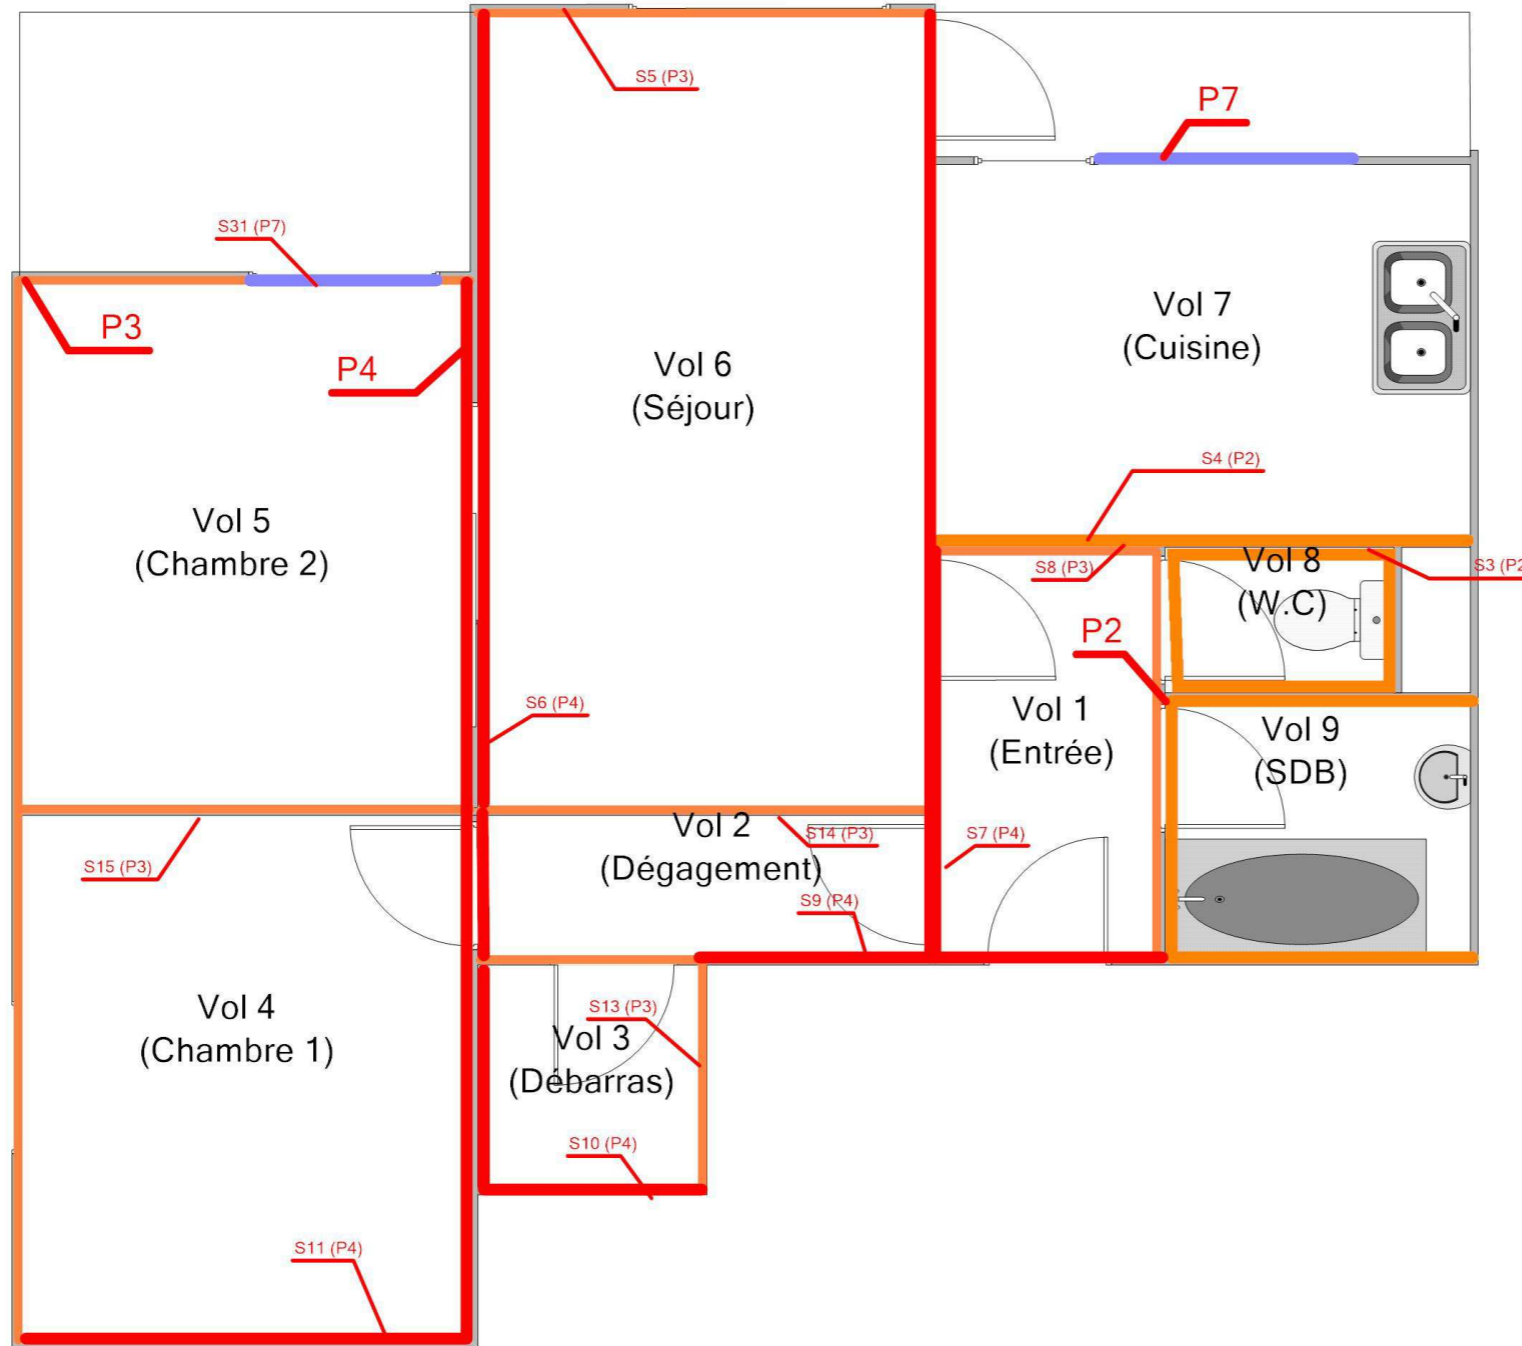 S5 (P3)
P7
S31 (P7)
P3
P4
Vol 6
(Séjour)
Vol 7
(Cuisine)
S4 (P2)
Vol 5
(Chambre 2)
S8 (P3)
Vol 8
(W.C)
S3 (P2
P2
S6 (P4)
Vol 1
(Entrée)
Vol 9
(SDB)
Vol 2
(Dégagement)
S14 (P3)
S7 (P4)
S15 (P3)
S9 (P4)
Vol 4
(Chambre 1)
S13 (P3)
Vol 3
(Débarras)
S10 (P4)
S11 (P4)